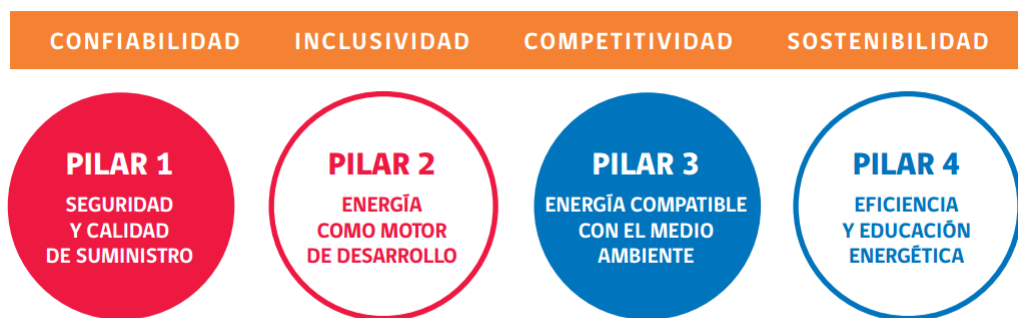 CONFIABILIDAD INCLUSIVIDAD COMPETITIVIDAD SOSTENIBILIDAD
PILAR 1
SEGURIDAD
Y CALIDAD
DE SUMINISTRO
PILAR 2
ENERGÍA
COMO MOTOR
DE DESARROLLO
PILAR 3
ENERGÍA COMPATIBLE
CON EL MEDIO
AMBIENTE
PILAR 4
EFICIENCIA
Y EDUCACIÓN
ENERGÉTICA